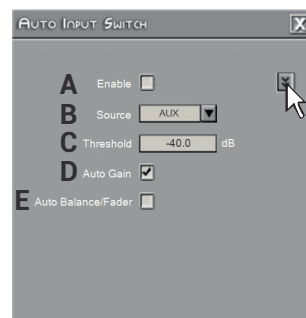 Auto Input Switch X
A Enable
B Source AUX
C Threshold -40.0 dB
D Auto Gain
E Auto Balance/Fader